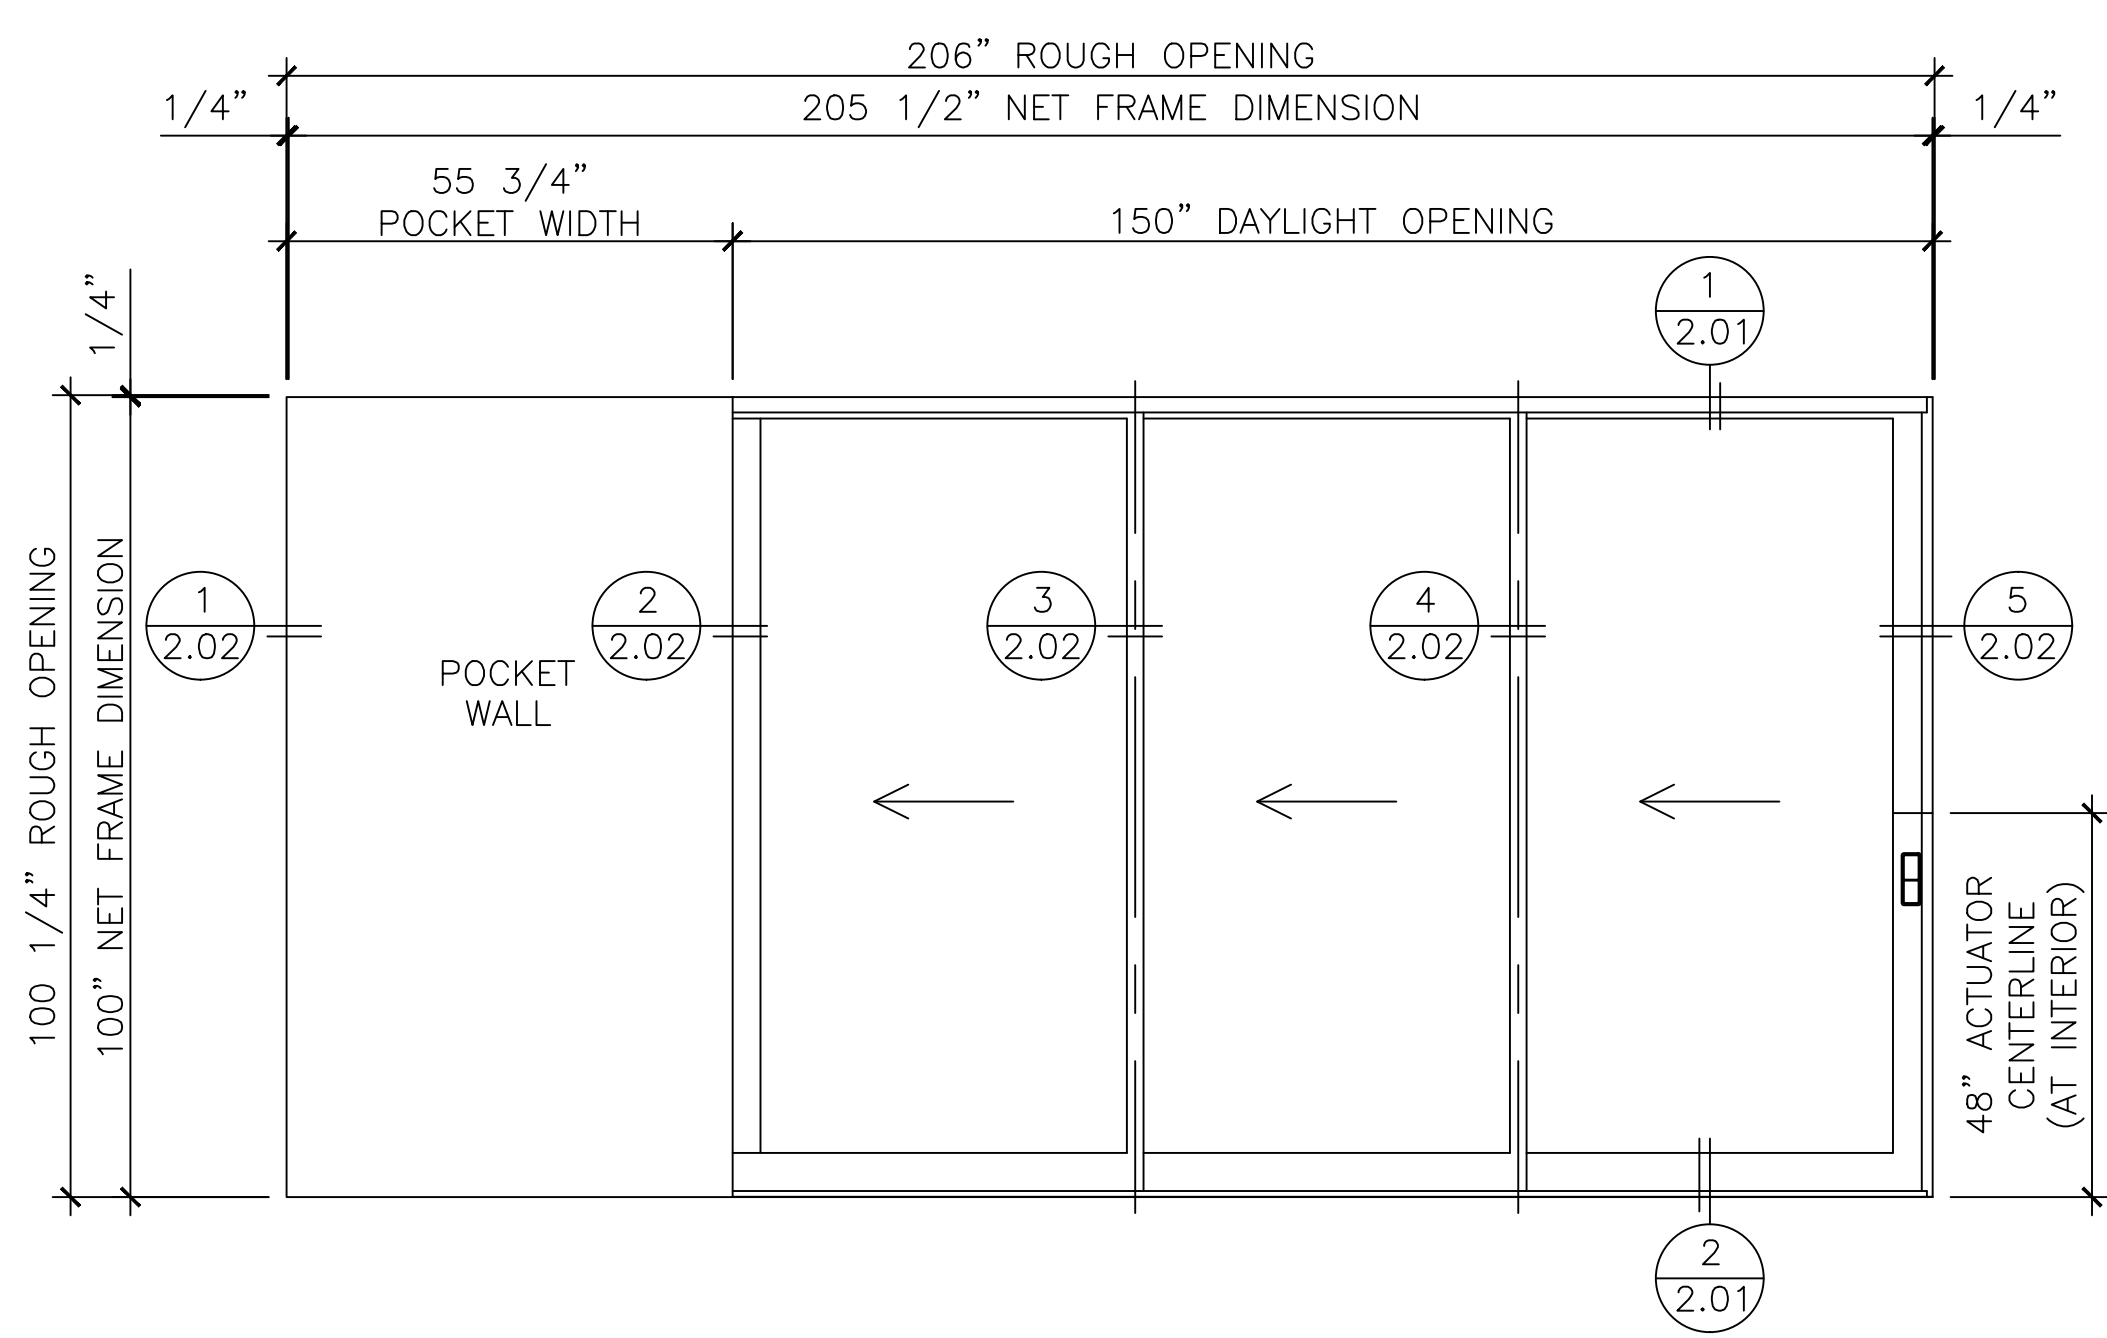 206” ROUGH OPENING
1/4”
205 1/2” NET FRAME DIMENSION
1/4”
55 3/4”
POCKET WIDTH
150” DAYLIGHT OPENING
1/4”
1
2.01
100 1/4” ROUGH OPENING
100” NET FRAME DIMENSION
1
2.02
POCKET
WALL
2
2.02
3
2.02
4
2.02
5
2.02
48” ACTUATOR
CENTERLINE
(AT INTERIOR)
2
2.01